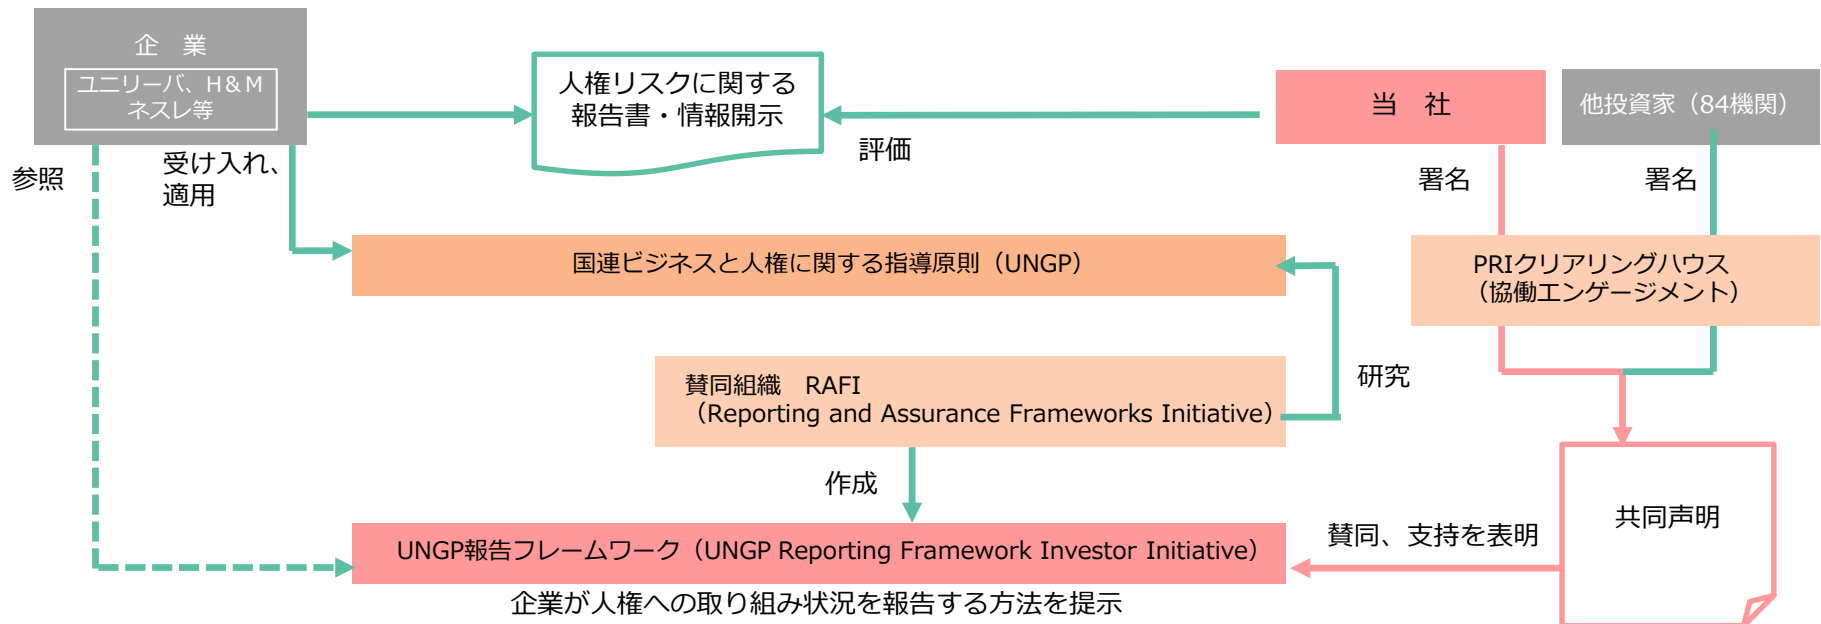 企　業
ユニリーバ、H＆M
ネスレ等
人権リスクに関する
報告書・情報開示
当　社
他投資家（84機関）
参照
受け入れ、
適用
評価
署名
署名
国連ビジネスと人権に関する指導原則（UNGP）
PRIクリアリングハウス
（協働エンゲージメント）
賛同組織　RAFI
（Reporting and Assurance Frameworks Initiative）
研究
作成
共同声明
賛同、支持を表明
UNGP報告フレームワーク（UNGP Reporting Framework Investor Initiative）
企業が人権への取り組み状況を報告する方法を提示